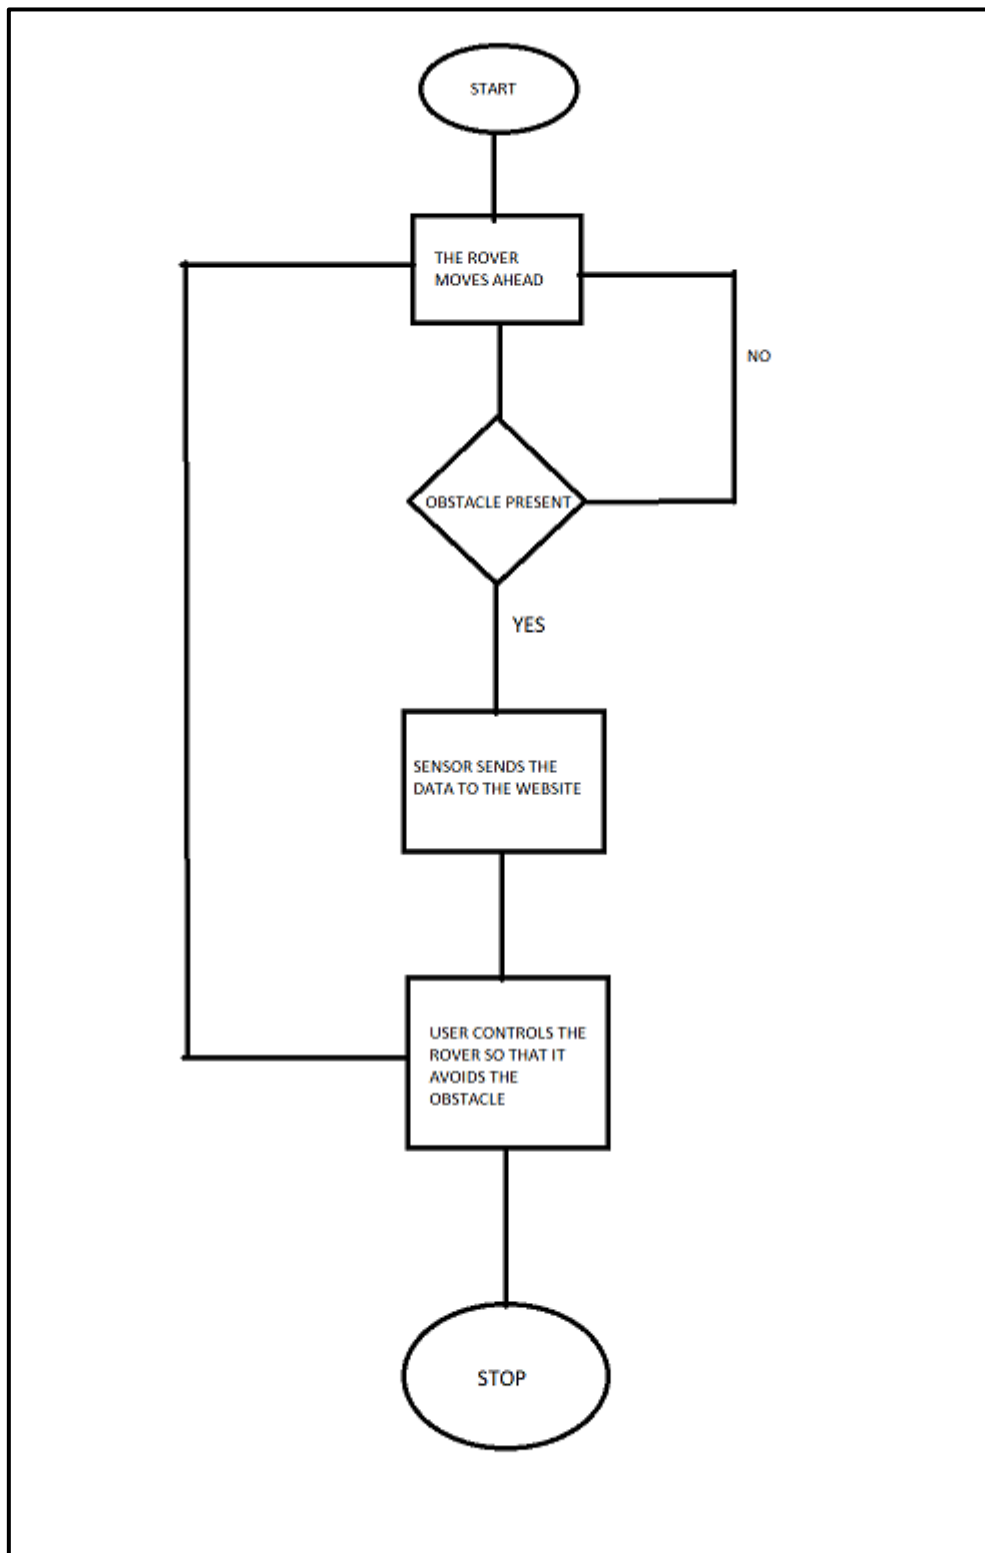 START
THE ROVER
MOVES AHEAD
NO
OBSTACLE PRESENT
YES
SENSOR SENDS THE
DATA TO THE WEBSITE
USER CONTROLS THE
ROVER SO THAT IT
AVOIDS THE
OBSTACLE
STOP